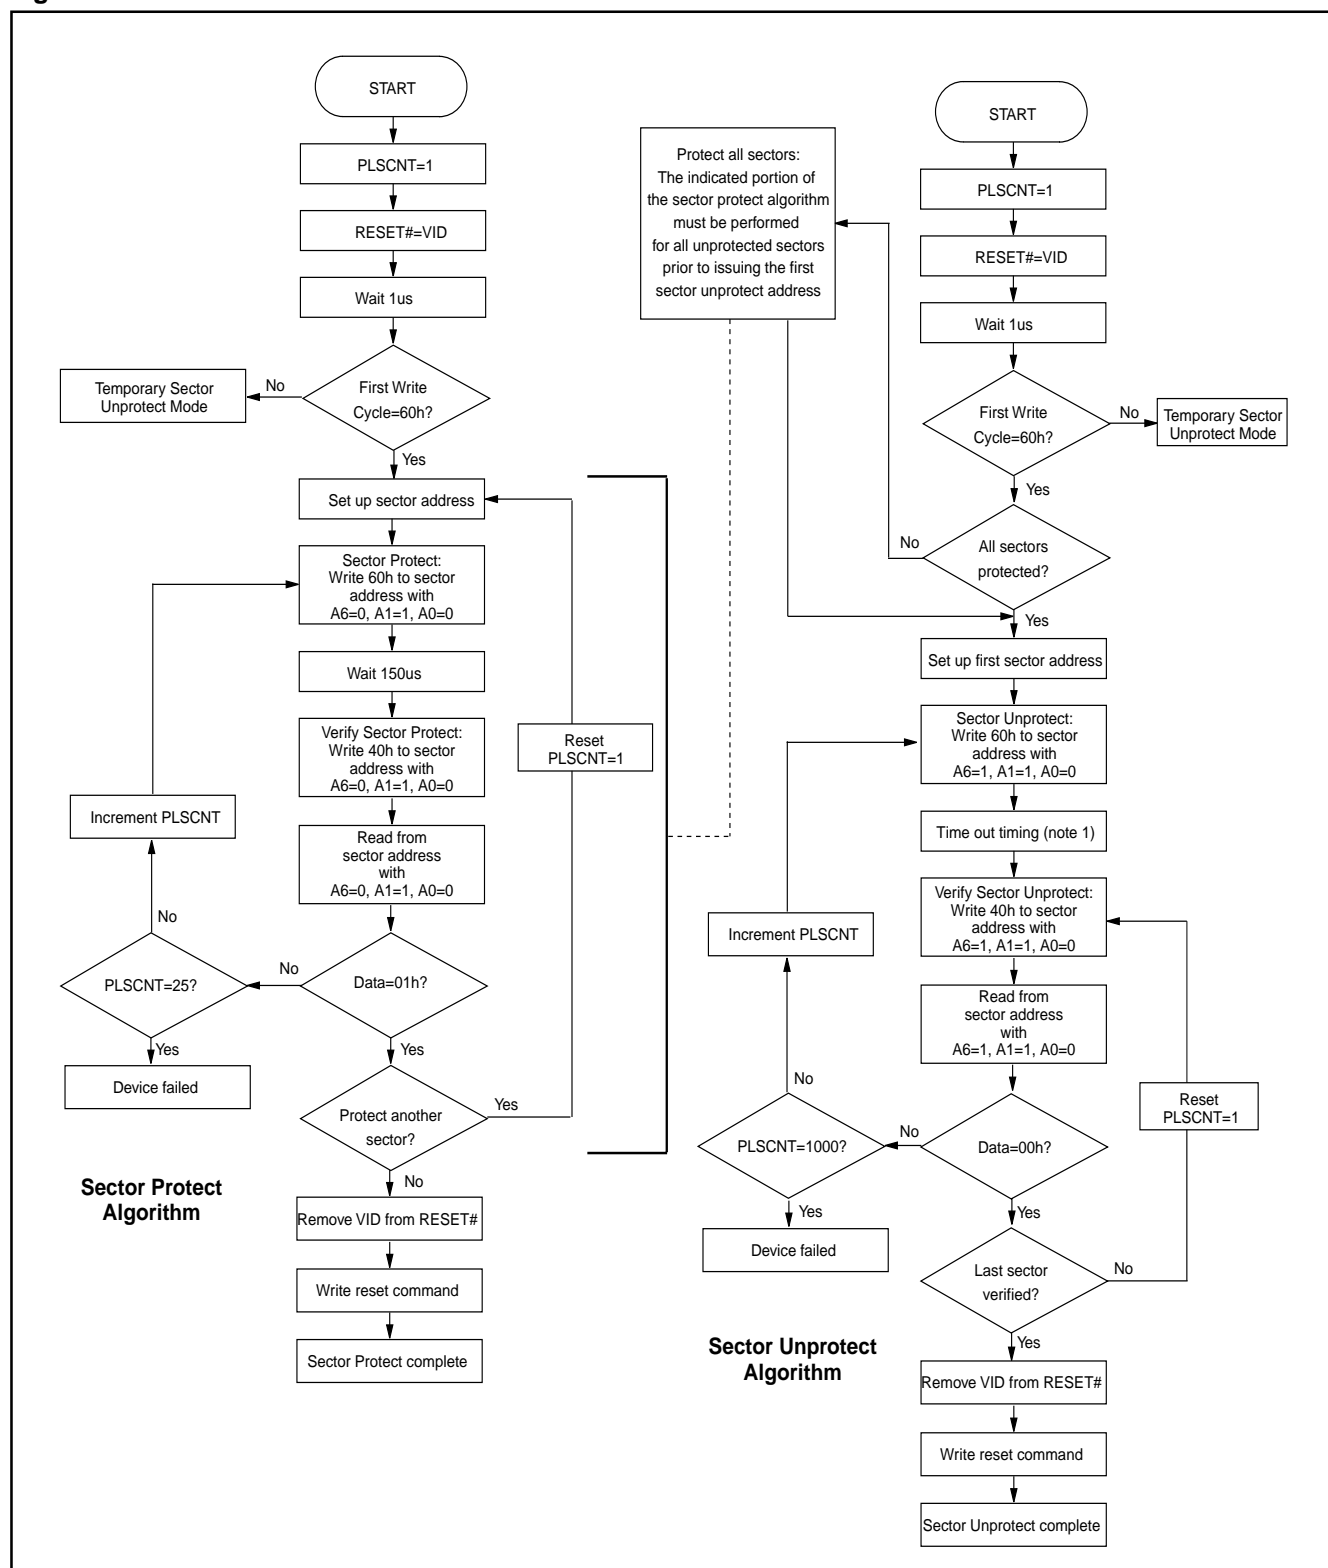 START
PLSCNT=1
RESET#=VID
Wait 1us
First Write
Cycle=60h?
No
Temporary Sector
Unprotect Mode
Yes
Set up sector address
Sector Protect:
Write 60h to sector
address with
A6=0, A1=1, A0=0
Wait 150us
Verify Sector Protect:
Write 40h to sector
address with
A6=0, A1=1, A0=0
Reset
PLSCNT=1
Increment PLSCNT
Read from
sector address
with
A6=0, A1=1, A0=0
No
PLSCNT=25?
No
Data=01h?
Yes
Yes
Device failed
Protect another
sector?
Yes
No
Sector Protect
Algorithm
Remove VID from RESET#
Write reset command
Sector Protect complete
Protect all sectors:
The indicated portion of
the sector protect algorithm
must be performed
for all unprotected sectors
prior to issuing the first
sector unprotect address
START
PLSCNT=1
RESET#=VID
Wait 1us
First Write
Cycle=60h?
No
Temporary Sector
Unprotect Mode
Yes
No
All sectors
protected?
Yes
Set up first sector address
Sector Unprotect:
Write 60h to sector
address with
A6=1, A1=1, A0=0
Time out timing (note 1)
Verify Sector Unprotect:
Write 40h to sector
address with
A6=1, A1=1, A0=0
Increment PLSCNT
Read from
sector address
with
A6=1, A1=1, A0=0
No
Reset
PLSCNT=1
PLSCNT=1000?
No
Data=00h?
Yes
Yes
Device failed
Last sector
verified?
No
Yes
Sector Unprotect
Algorithm
Remove VID from RESET#
Write reset command
Sector Unprotect complete